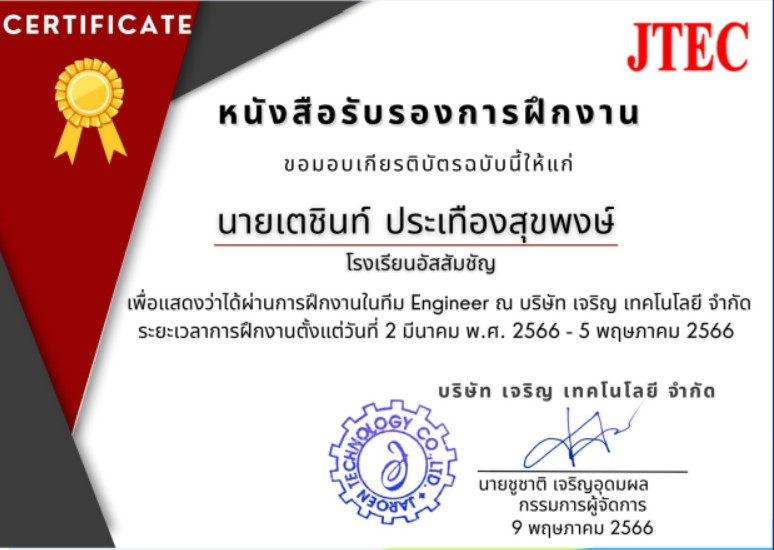 CERTIFICATE
JTEC
หนังสือรับรองการฝึกงาน
ขอมอบเกียรติบัตรฉบับนี้ให้แก่
นายเตชินท์ ประเทืองสุขพงษ์
โรงเรียนอัสสัมชัญ
เพื่อแสดงว่าได้ผ่านการฝึกงานในทีม Engineer ณ บริษัท เจริญ เทคโนโลยี จำกัด
ระยะเวลาการฝึกงานตั้งแต่วันที่ 2 มีนาคม พ.ศ. 2566 - 5 พฤษภาคม 2566
บริษัท เจริญ เทคโนโลยี จำกัด
JAROEN TECHNOLOGY CO.,LTD.
นายชูชาติ เจริญอุดมผล
กรรมการผู้จัดการ
9 พฤษภาคม 2566